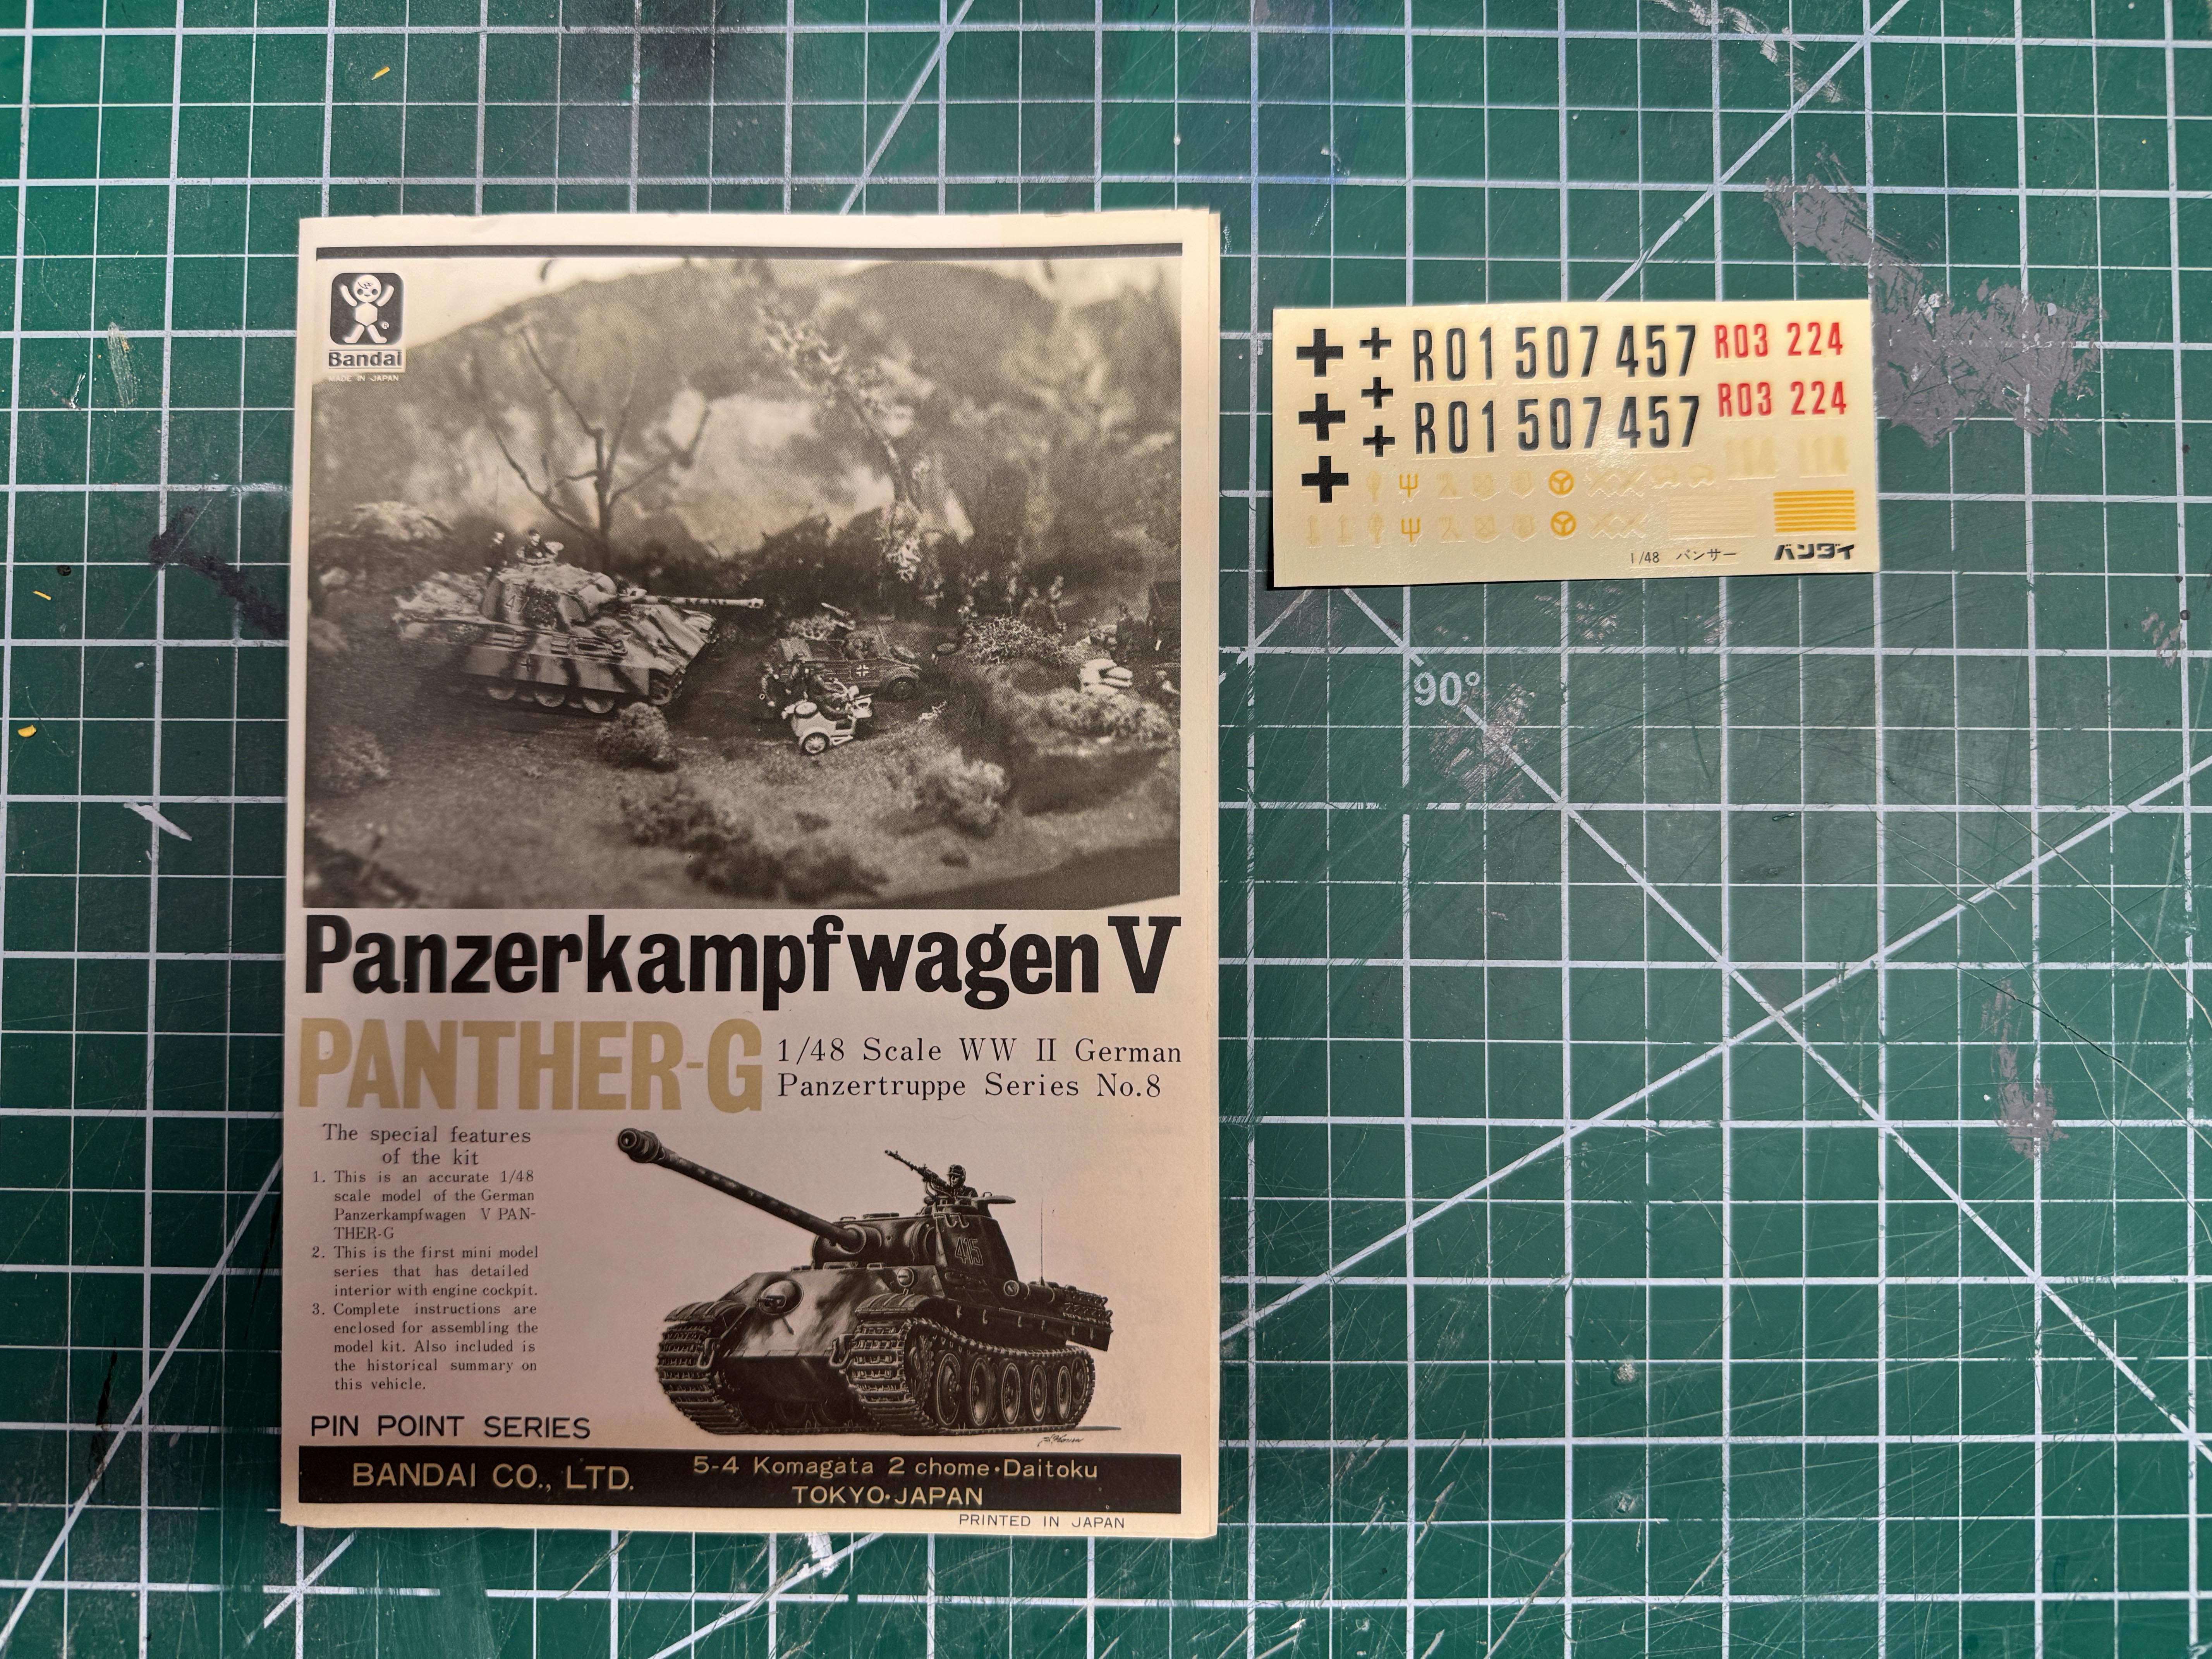 Bandai
MADE IN JAPAN
47
Panzerkampfwagen V
PANTHER-G
1/48 Scale WW II German
Panzertruppe Series No.8
The special features
of the kit
1. This is an accurate 1/48
scale model of the German
Panzerkampfwagen V PAN-
THER-G
2. This is the first mini model
series that has detailed
interior with engine cockpit.
3. Complete instructions are
enclosed for assembling the
model kit. Also included is
the historical summary on
this vehicle.
415
PIN POINT SERIES
BANDAI CO., LTD.
5-4 Komagata 2 chome・Daitoku
TOKYO・JAPAN
PRINTED IN JAPAN
R01 507 457 R03 224
R01 507 457 R03 224
114 114
1/48 パンサー バンダイ
90°